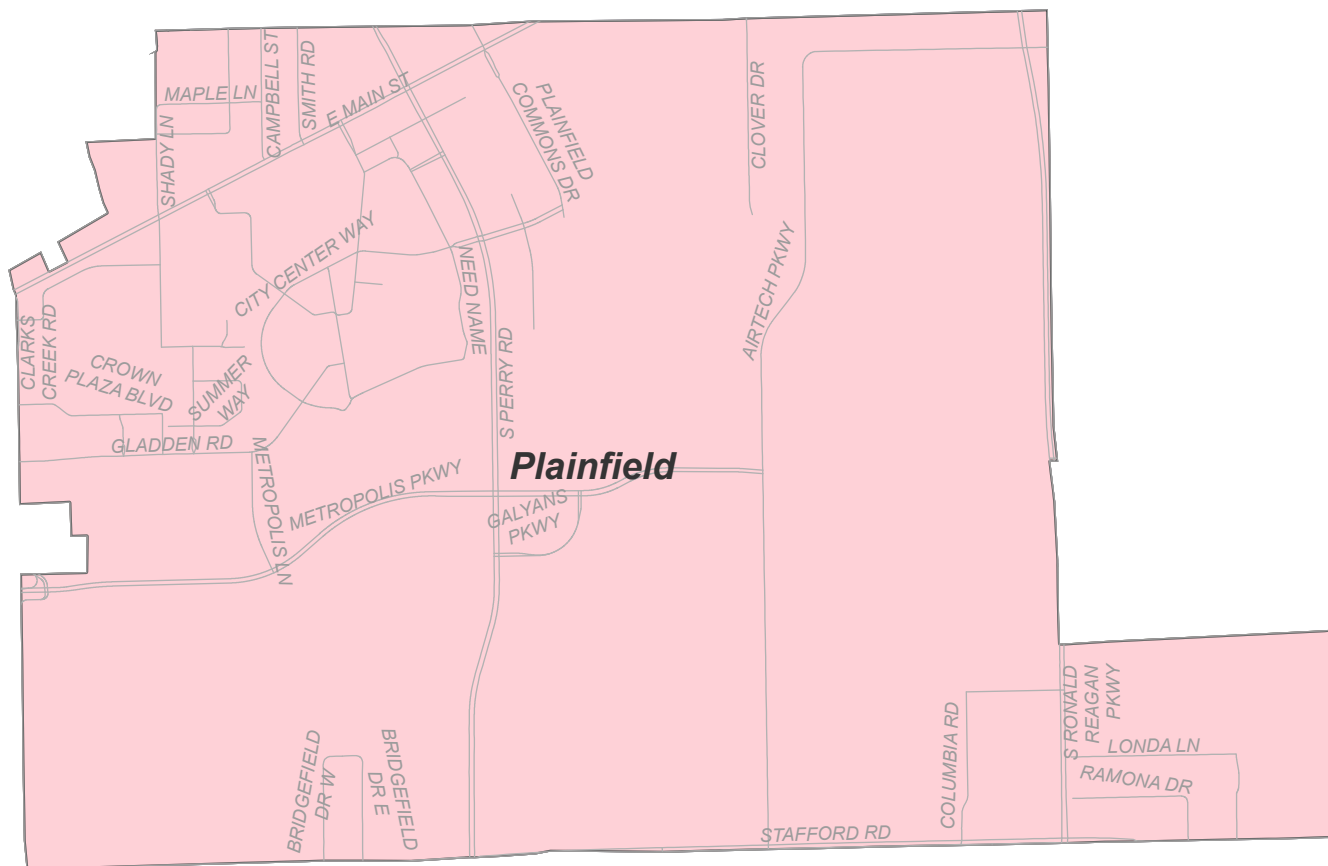 MAPLE LN
CAMPBELL ST
SMITH RD
E MAIN ST
PLAINFIELD
COMMONS DR
CLOVER DR
SHADY LN
CITY CENTER WAY
NEED NAME
AIRTECH PKWY
CLARKS
CREEK RD
CROWN
PLAZA BLVD
SUMMER
WAY
S PERRY RD
GLADDEN RD
METROPOLIS LN
METROPOLIS PKWY
Plainfield
GALYANS
PKWY
BRIDGEFIELD
DR W
BRIDGEFIELD
DR E
COLUMBIA RD
S RONALD
REAGAN
PKWY
LONDA LN
RAMONA DR
STAFFORD RD